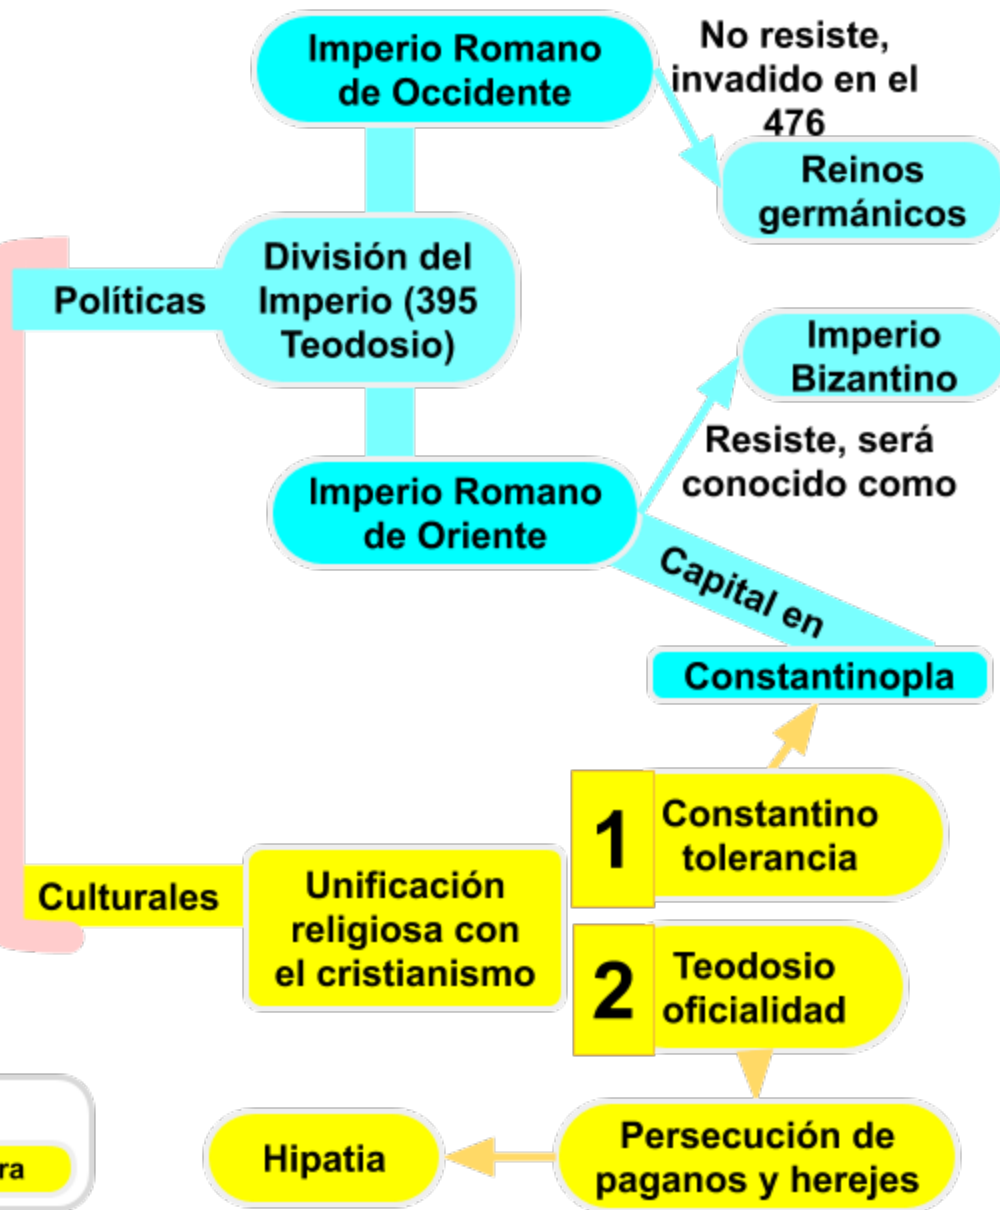 Imperio Romano
de Occidente
No resiste,
invadido en el
476
Reinos
germánicos
Políticas
División del
Imperio (395
Teodosio)
Imperio
Bizantino
Resiste, será
conocido como
Imperio Romano
de Oriente
Capital en
Constantinopla
1
Constantino
tolerancia
Culturales
Unificación
religiosa con
el cristianismo
2
Teodosio
oficialidad
Persecución de
paganos y herejes
Hipatia
ra